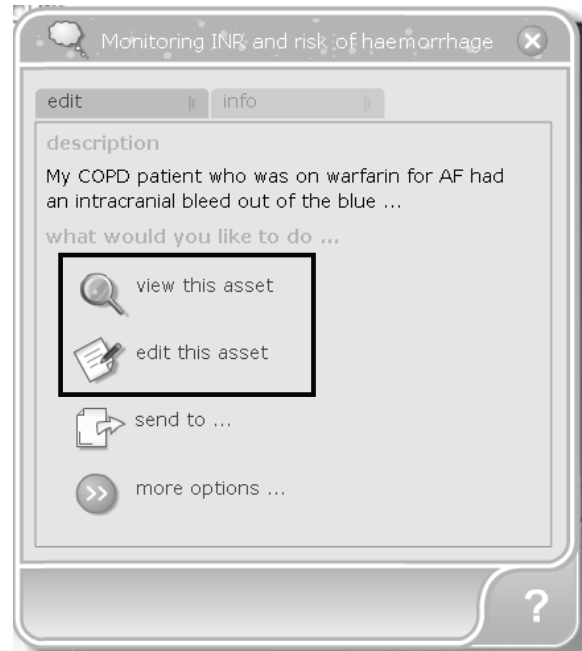 Monitoring INR and risk of haemorrhage
edit
info
description
My COPD patient who was on warfarin for AF had
an intracranial bleed out of the blue ...
what would you like to do ...
view this asset
edit this asset
send to ...
more options ...
?